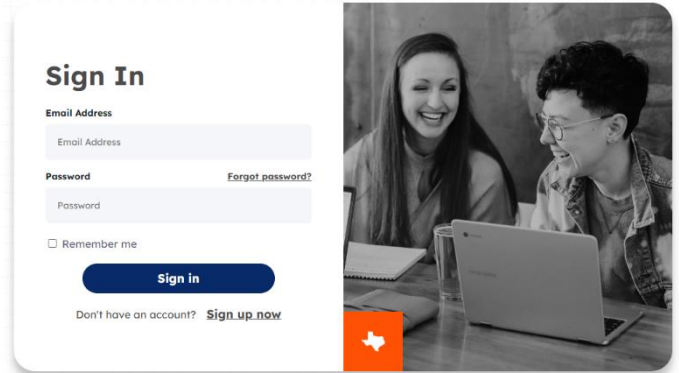 Sign In
Email Address
Email Address
Password Forgot password?
Password
Remember me
Sign in
Don't have an account? Sign up now